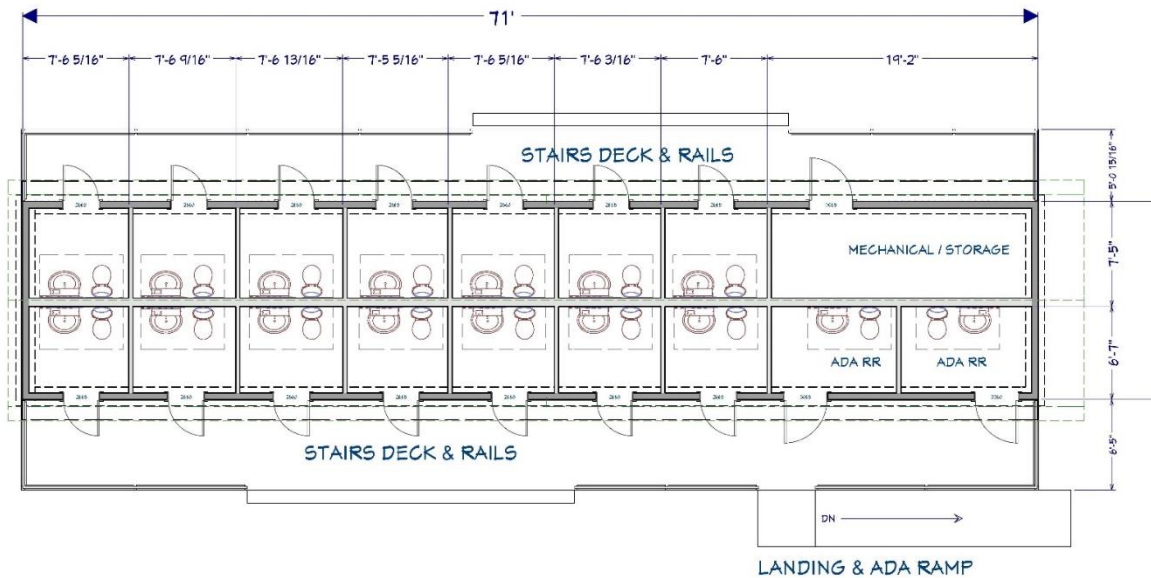 71'
7'-6 5/16" 7'-6 9/16" 7'-6 13/16" 7'-5 5/16" 7'-6 5/16" 7'-6 3/16" 7'-6" 19'-2"
STAIRS DECK & RAILS
5'-0 15/16"
MECHANICAL / STORAGE
7'-5"
ADA RR ADA RR
6'-7"
STAIRS DECK & RAILS
6'-5"
DN
LANDING & ADA RAMP